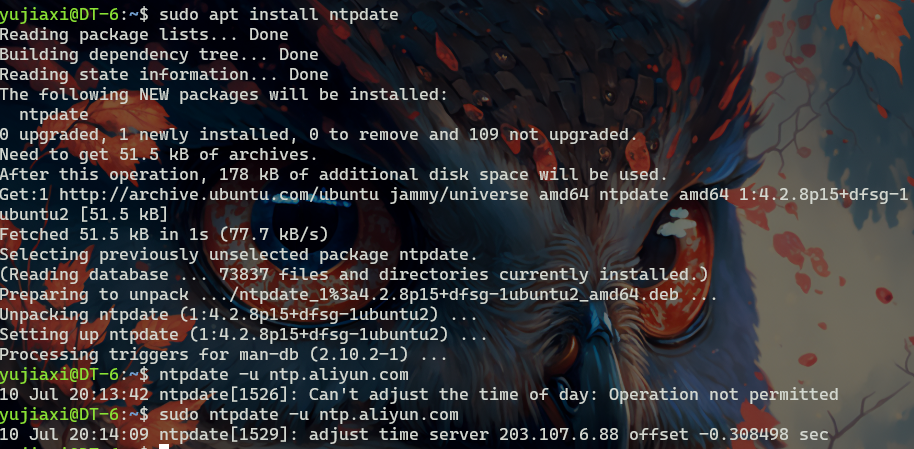 yujiaxi@DT-6:~$ sudo apt install ntpdate
Reading package lists... Done
Building dependency tree... Done
Reading state information... Done
The following NEW packages will be installed:
  ntpdate
0 upgraded, 1 newly installed, 0 to remove and 109 not upgraded.
Need to get 51.5 kB of archives.
After this operation, 178 kB of additional disk space will be used.
Get:1 http://archive.ubuntu.com/ubuntu jammy/universe amd64 ntpdate amd64 1:4.2.8p15+dfsg-1
ubuntu2 [51.5 kB]
Fetched 51.5 kB in 1s (77.7 kB/s)
Selecting previously unselected package ntpdate.
(Reading database ... 73837 files and directories currently installed.)
Preparing to unpack .../ntpdate_1%3a4.2.8p15+dfsg-1ubuntu2_amd64.deb ...
Unpacking ntpdate (1:4.2.8p15+dfsg-1ubuntu2) ...
Setting up ntpdate (1:4.2.8p15+dfsg-1ubuntu2) ...
Processing triggers for man-db (2.10.2-1) ...
yujiaxi@DT-6:~$ ntpdate -u ntp.aliyun.com
10 Jul 20:13:42 ntpdate[1526]: Can't adjust the time of day: Operation not permitted
yujiaxi@DT-6:~$ sudo ntpdate -u ntp.aliyun.com
10 Jul 20:14:09 ntpdate[1529]: adjust time server 203.107.6.88 offset -0.308498 sec
yujiaxi@DT-6:~$